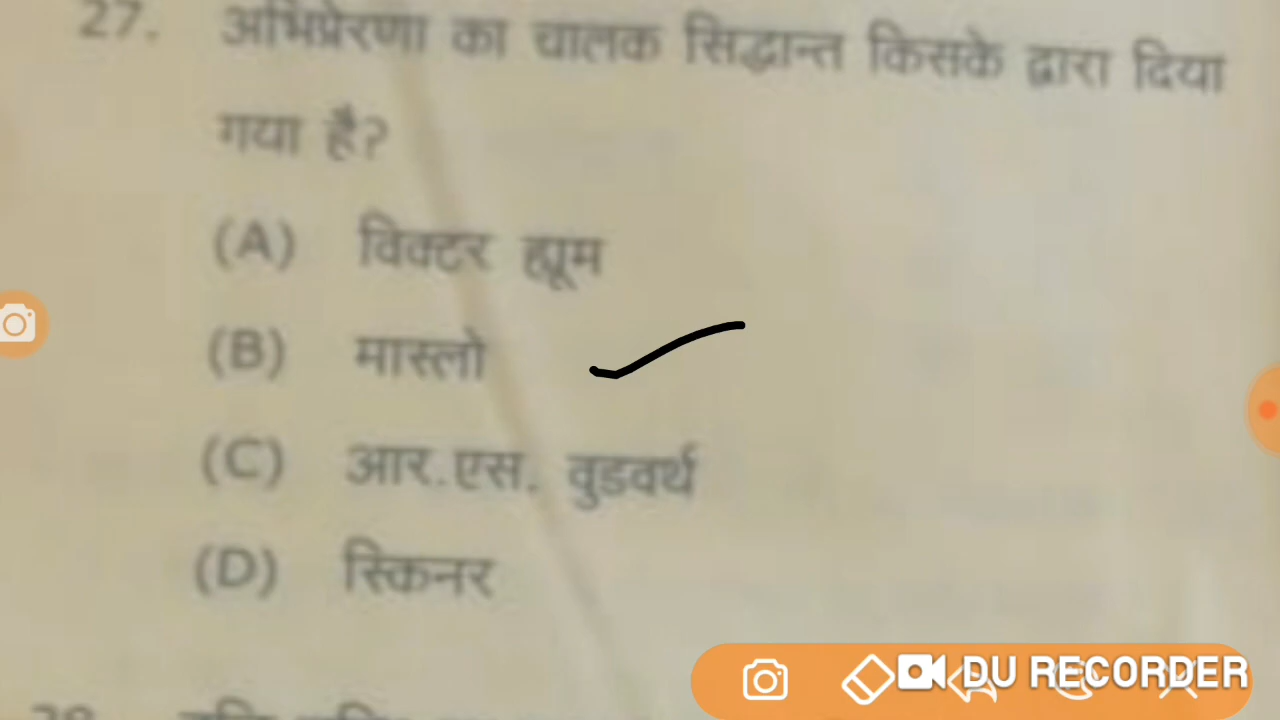 27. अभिप्रेरणा का चालक सिद्धान्त किसके द्वारा दिया
गया है?
(A) विक्टर ह्यूम
(B) मास्लो
(C) आर.एस. वुडवर्थ
(D) स्किनर
DU RECORDER